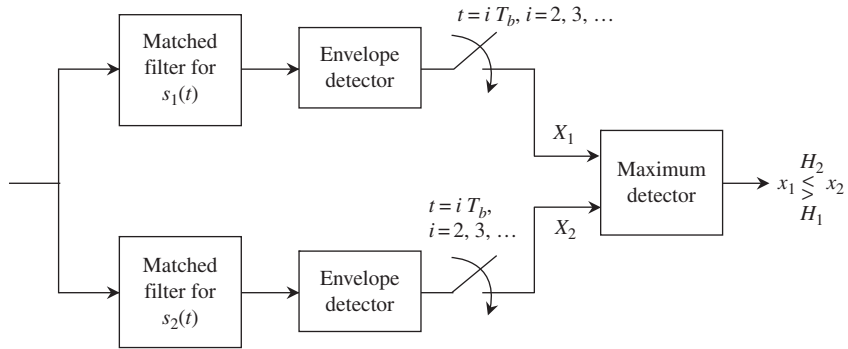 t = i T_b, i = 2, 3, …
Matched
filter for
s_1(t)
Envelope
detector
X_1
Maximum
detector
H_2
x_1 ≶ x_2
H_1
t = i T_b,
i = 2, 3, …
X_2
Matched
filter for
s_2(t)
Envelope
detector